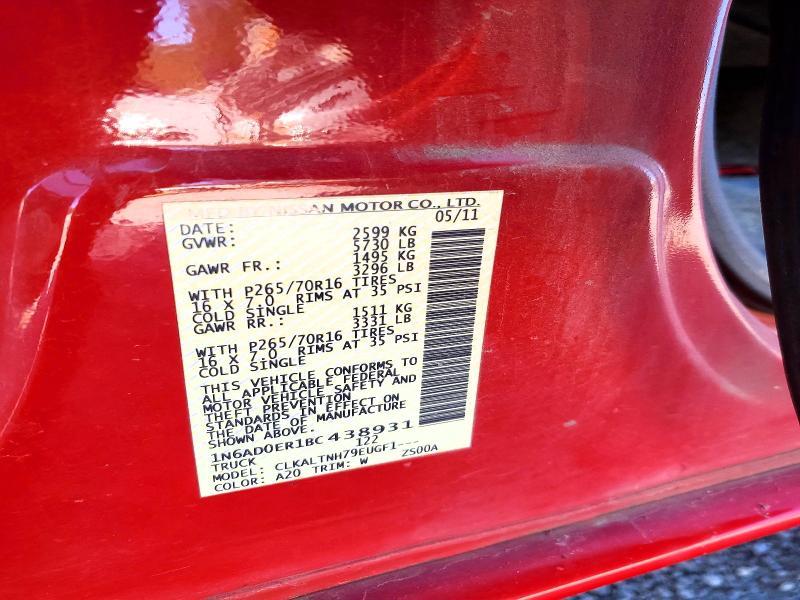 MFD BY NISSAN MOTOR CO., LTD.
DATE: 05/11
GVWR: 2599 KG
5730 LB
GAWR FR.: 1495 KG
3296 LB
WITH P265/70R16 TIRES
16 X 7.0 RIMS AT 35 PSI
COLD SINGLE
GAWR RR.: 1511 KG
3331 LB
WITH P265/70R16 TIRES
16 X 7.0 RIMS AT 35 PSI
COLD SINGLE
THIS VEHICLE CONFORMS TO
ALL APPLICABLE FEDERAL
MOTOR VEHICLE SAFETY AND
THEFT PREVENTION
STANDARDS IN EFFECT ON
THE DATE OF MANUFACTURE
SHOWN ABOVE.
1N6AD0ER1BC438931
TRUCK 122
MODEL: CLKALTNH79EUGF1---
COLOR: A20 TRIM: W ZS00A